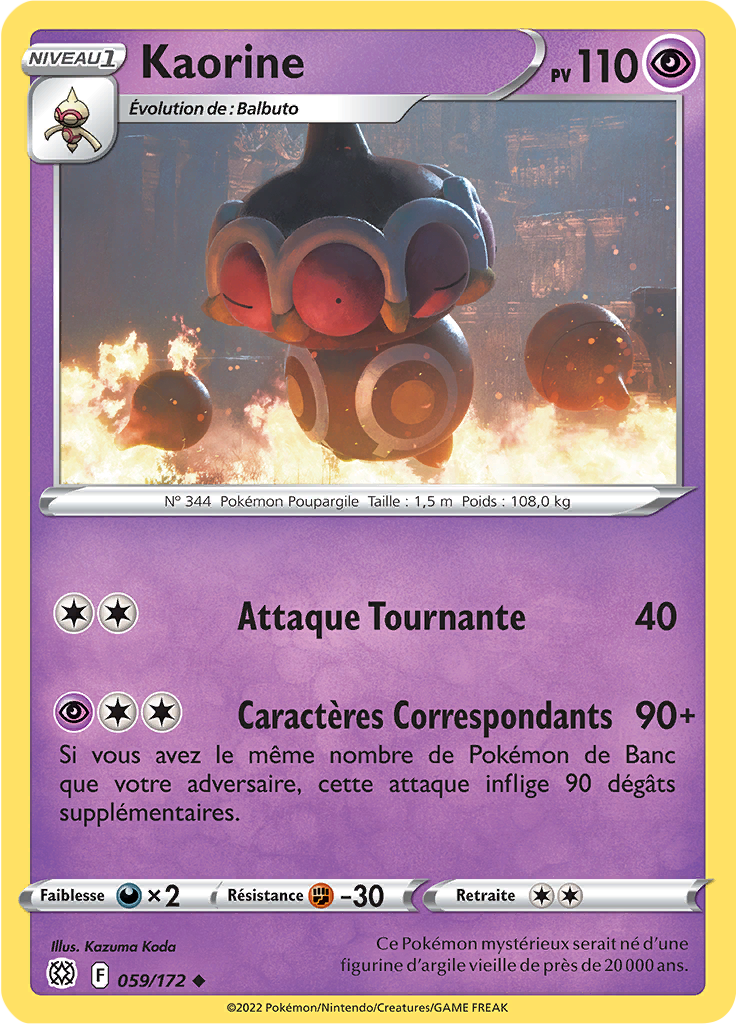 NIVEAU 1
Kaorine
PV 110
Évolution de : Balbuto
N° 344 Pokémon Poupargile Taille : 1,5 m Poids : 108,0 kg
Attaque Tournante 40
Caractères Correspondants 90+
Si vous avez le même nombre de Pokémon de Banc
que votre adversaire, cette attaque inflige 90 dégâts
supplémentaires.
Faiblesse ×2 Résistance -30 Retraite
Illus. Kazuma Koda
F 059/172
Ce Pokémon mystérieux serait né d'une
figurine d'argile vieille de près de 20 000 ans.
©2022 Pokémon/Nintendo/Creatures/GAME FREAK